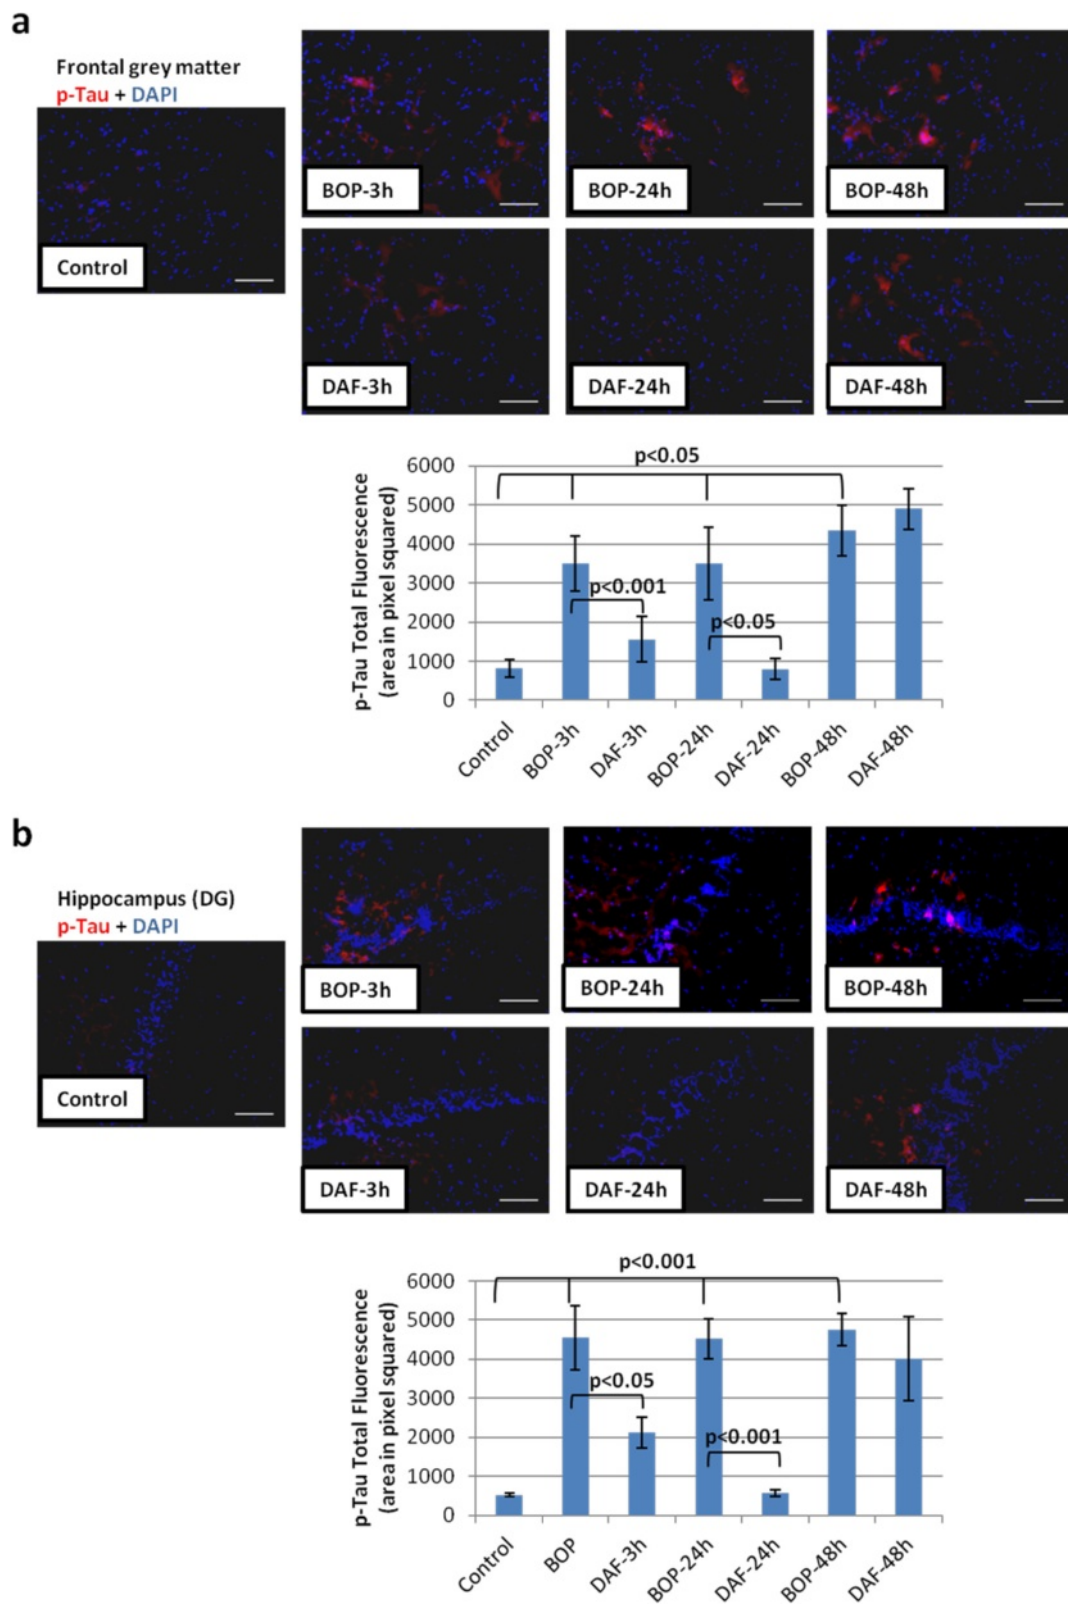 a
Frontal grey matter
p-Tau + DAPI
Control
BOP-3h
BOP-24h
BOP-48h
DAF-3h
DAF-24h
DAF-48h
p-Tau Total Fluorescence
(area in pixel squared)
6000
5000
4000
3000
2000
1000
0
p<0.05
p<0.001
p<0.05
Control
BOP-3h
DAF-3h
BOP-24h
DAF-24h
BOP-48h
DAF-48h
b
Hippocampus (DG)
p-Tau + DAPI
Control
BOP-3h
BOP-24h
BOP-48h
DAF-3h
DAF-24h
DAF-48h
p-Tau Total Fluorescence
(area in pixel squared)
6000
5000
4000
3000
2000
1000
0
p<0.001
p<0.05
p<0.001
Control
BOP
DAF-3h
BOP-24h
DAF-24h
BOP-48h
DAF-48h